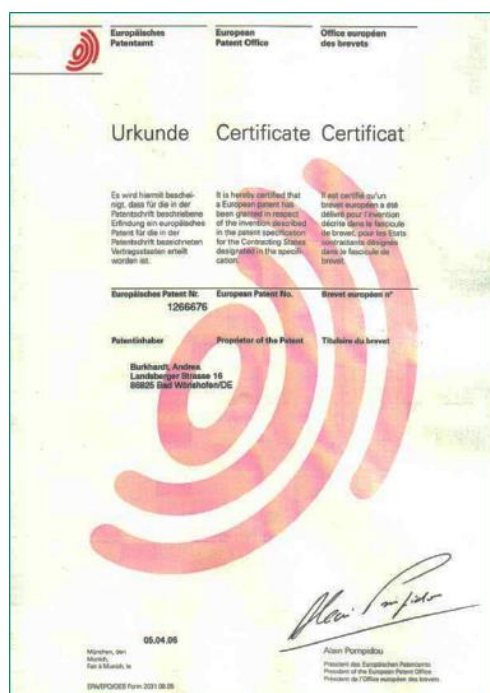 Europäisches
Patentamt
European
Patent Office
Office européen
des brevets
Urkunde
Certificate
Certificat
Es wird hiermit beschei-
nigt, dass für die in der
Patentschrift beschriebene
Erfindung ein europäisches
Patent für die in der
Patentschrift bezeichneten
Vertragsstaaten erteilt
worden ist.
It is hereby certified that
a European patent has
been granted in respect
of the invention described
in the patent specification
for the Contracting States
designated in the specifi-
cation.
Il est certifié qu'un
brevet européen a été
délivré pour l'invention
décrite dans le fascicule
de brevet, pour les Etats
contractants désignés
dans le fascicule de
brevet.
Europäisches Patent Nr.
European Patent No.
Brevet européen n°
1266676
Patentinhaber
Proprietor of the Patent
Titulaire du brevet
Burkhardt, Andrea
Landsberger Strasse 16
86825 Bad Wörishofen/DE
05.04.06
München, den
Munich,
Fait à Munich, le
Alain Pompidou
Präsident des Europäischen Patentamts
President of the European Patent Office
Président de l'Office européen des brevets